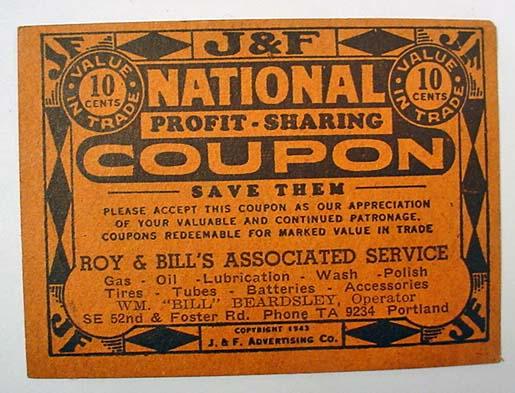 JF J&F JF
VALUE 10 CENTS IN TRADE
NATIONAL
VALUE 10 CENTS IN TRADE
PROFIT-SHARING
COUPON
SAVE THEM
PLEASE ACCEPT THIS COUPON AS OUR APPRECIATION
OF YOUR VALUABLE AND CONTINUED PATRONAGE.
COUPONS REDEEMABLE FOR MARKED VALUE IN TRADE
ROY & BILL'S ASSOCIATED SERVICE
Gas - Oil -Lubrication - Wash -Polish
Tires - Tubes - Batteries - Accessories
WM. "BILL" BEARDSLEY, Operator
SE 52nd & Foster Rd. Phone TA 9234 Portland
JF COPYRIGHT 1943 JF
J. & F. ADVERTISING CO.